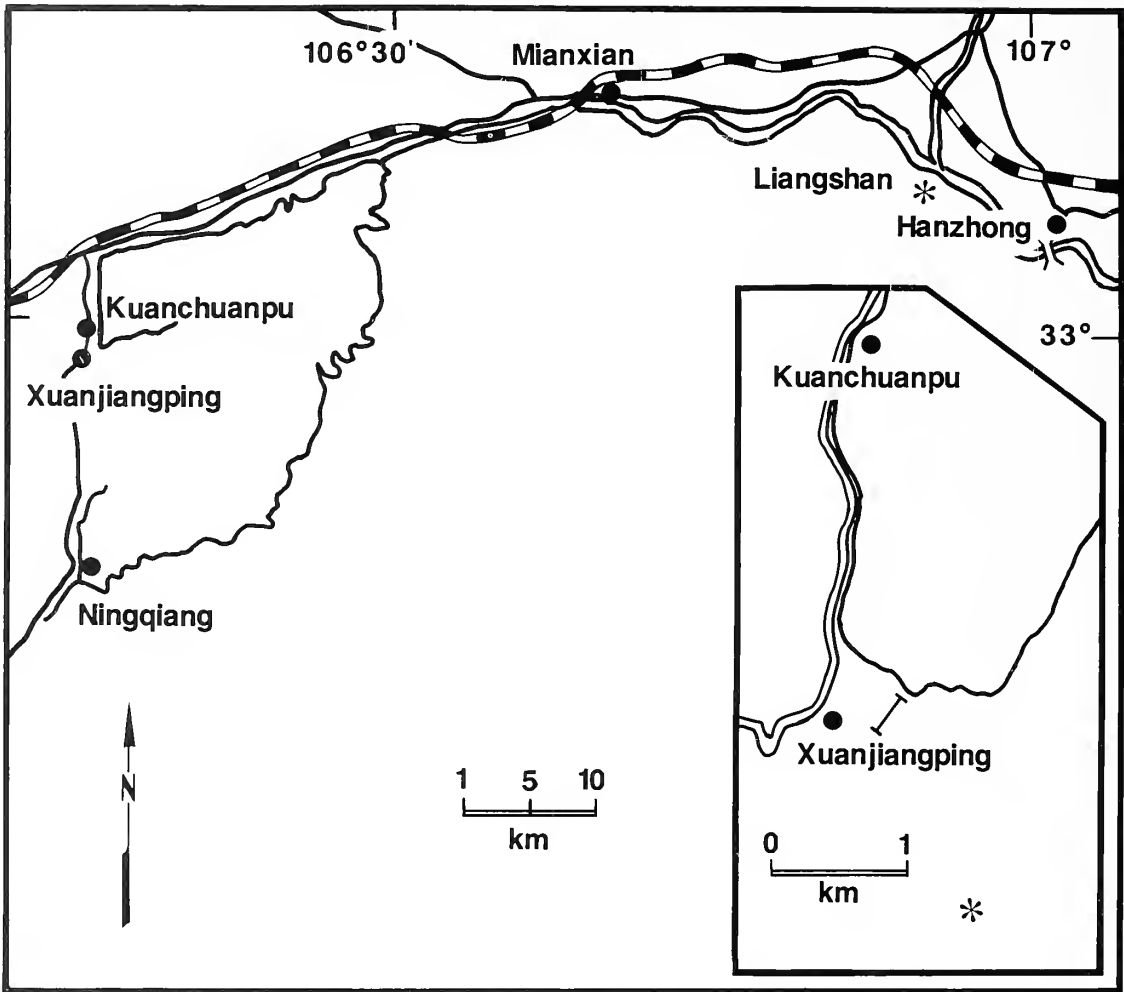 106°30'
Mianxian
107°
Liangshan
Hanzhong
Kuanchuanpu
33°
Xuanjiangping
Kuanchuanpu
Ningqiang
N
1 5 10
km
Xuanjiangping
0 1
km